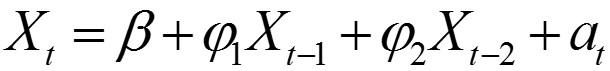 X_t = β + φ_1 X_{t−1} + φ_2 X_{t−2} + a_t